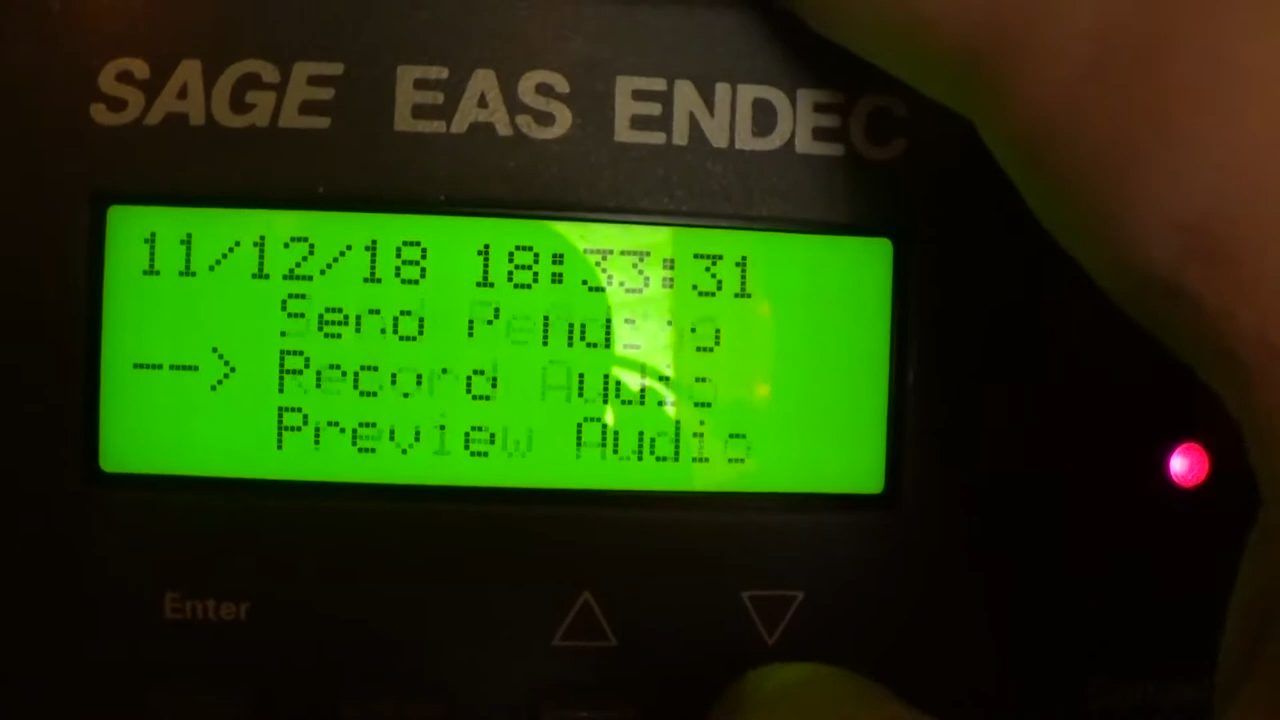 SAGE EAS ENDEC
11/12/18 18:33:31
Send Pending
--> Record Audio
Preview Audio
Enter